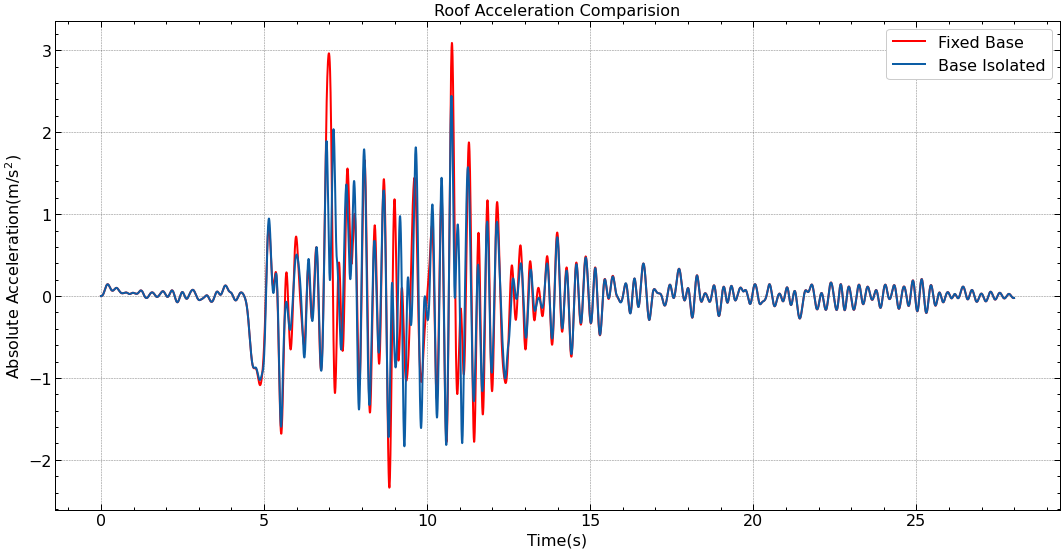 Roof Acceleration Comparision
Fixed Base
Base Isolated
Absolute Acceleration(m/s²)
3
2
1
0
−1
−2
0 5 10 15 20 25
Time(s)